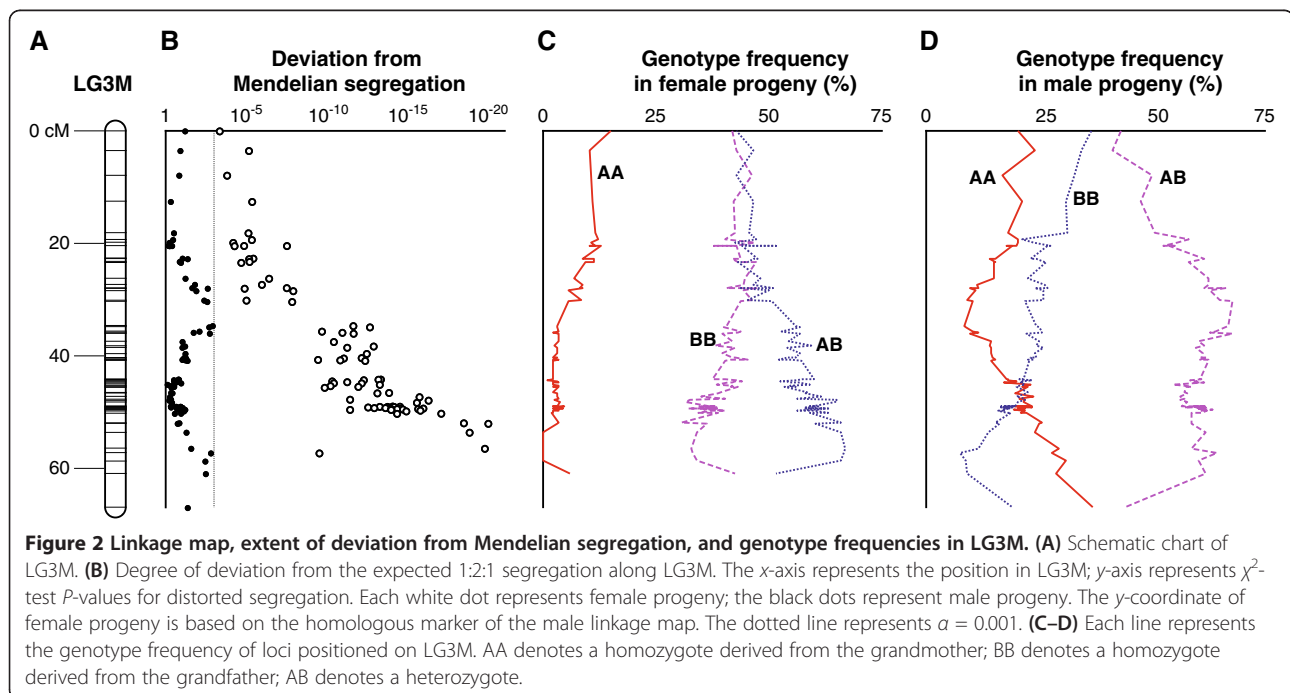 A
B
C
D
LG3M
Deviation from
Mendelian segregation
Genotype frequency
in female progeny (%)
Genotype frequency
in male progeny (%)
1
10-5
10-10
10-15
10-20
0
25
50
75
0
25
50
75
0 cM
20
40
60
AA
BB
AB
AA
BB
AB
Figure 2 Linkage map, extent of deviation from Mendelian segregation, and genotype frequencies in LG3M. (A) Schematic chart of
LG3M. (B) Degree of deviation from the expected 1:2:1 segregation along LG3M. The x-axis represents the position in LG3M; y-axis represents χ2-
test P-values for distorted segregation. Each white dot represents female progeny; the black dots represent male progeny. The y-coordinate of
female progeny is based on the homologous marker of the male linkage map. The dotted line represents α = 0.001. (C–D) Each line represents
the genotype frequency of loci positioned on LG3M. AA denotes a homozygote derived from the grandmother; BB denotes a homozygote
derived from the grandfather; AB denotes a heterozygote.